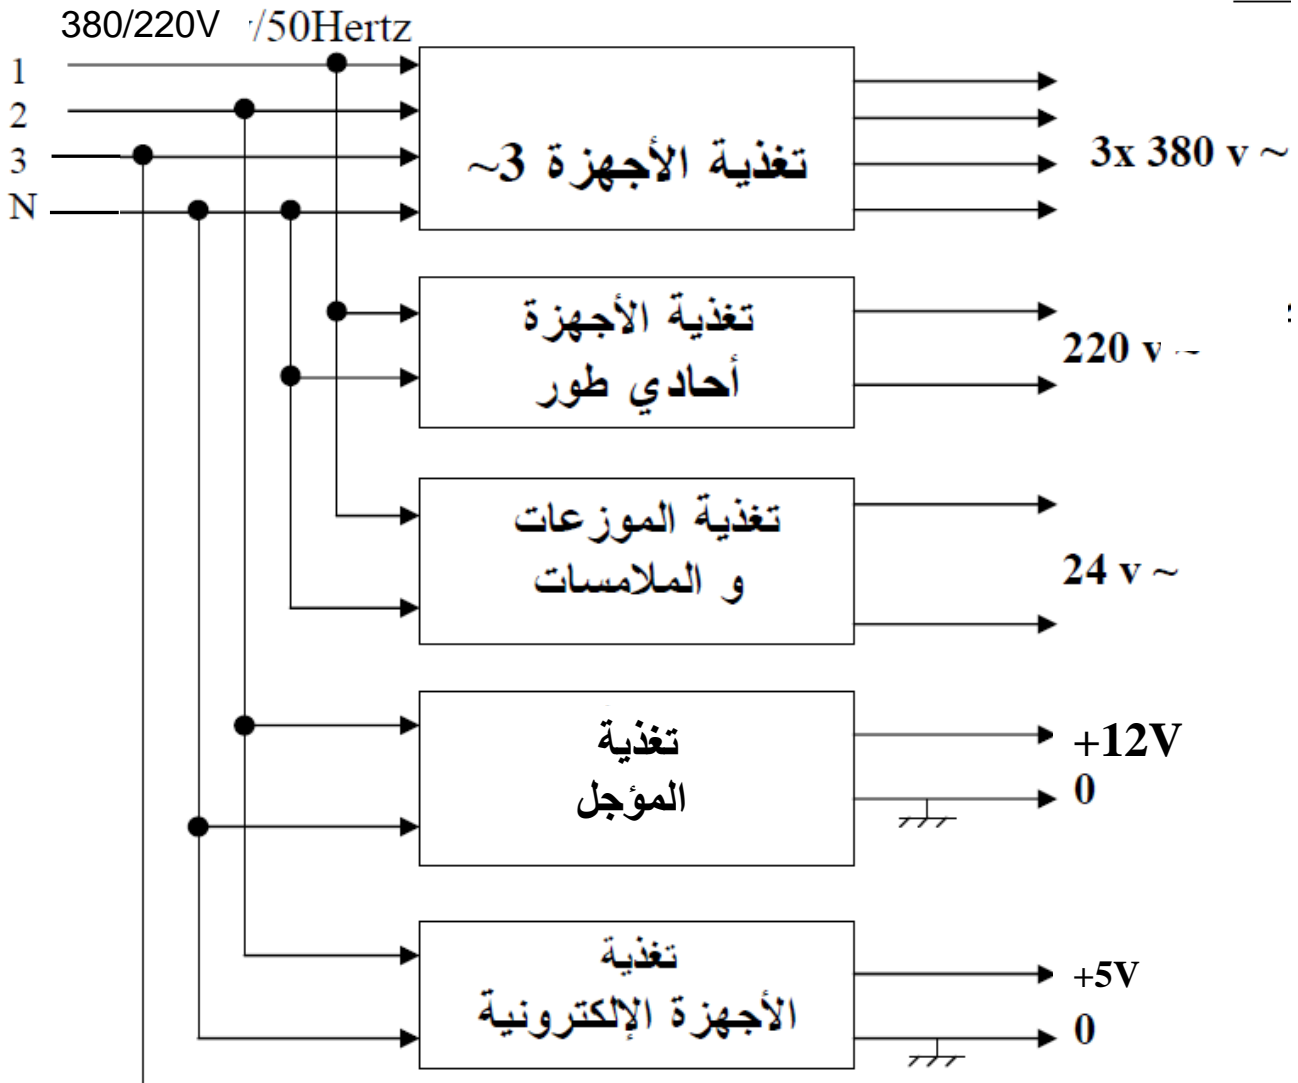 380/220V /50Hertz
1
2
3
N
تغذية الأجهزة 3~
3x 380 v ~
تغذية الأجهزة
أحادي طور
220 v ~
تغذية الموزعات
و الملامسات
24 v ~
تغذية
المؤجل
+12V
0
تغذية
الأجهزة الإلكترونية
+5V
0